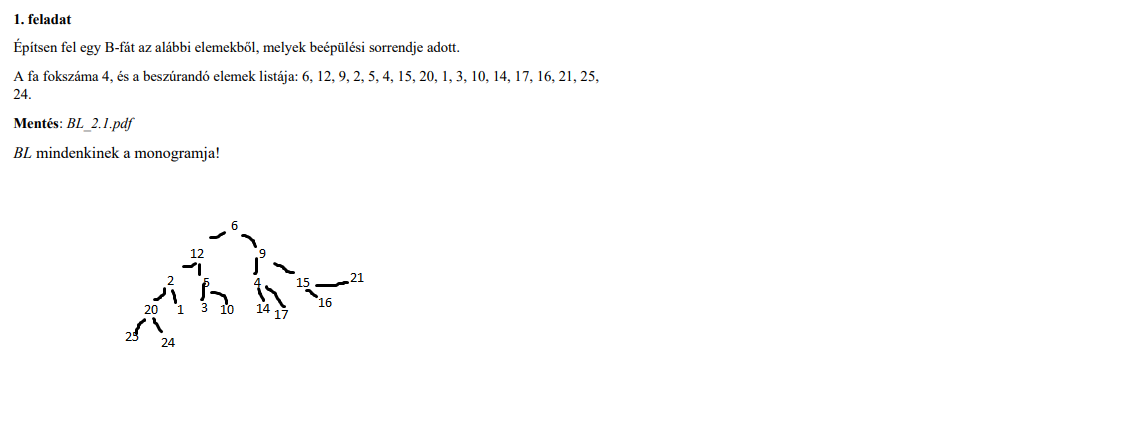 1. feladat
Építsen fel egy B-fát az alábbi elemekből, melyek beépülési sorrendje adott.
A fa fokszáma 4, és a beszúrandó elemek listája: 6, 12, 9, 2, 5, 4, 15, 20, 1, 3, 10, 14, 17, 16, 21, 25,
24.
Mentés: BL_2.1.pdf
BL mindenkinek a monogramja!
6
12 9
2 5 4 15 21
20 1 3 10 14 17 16
25 24